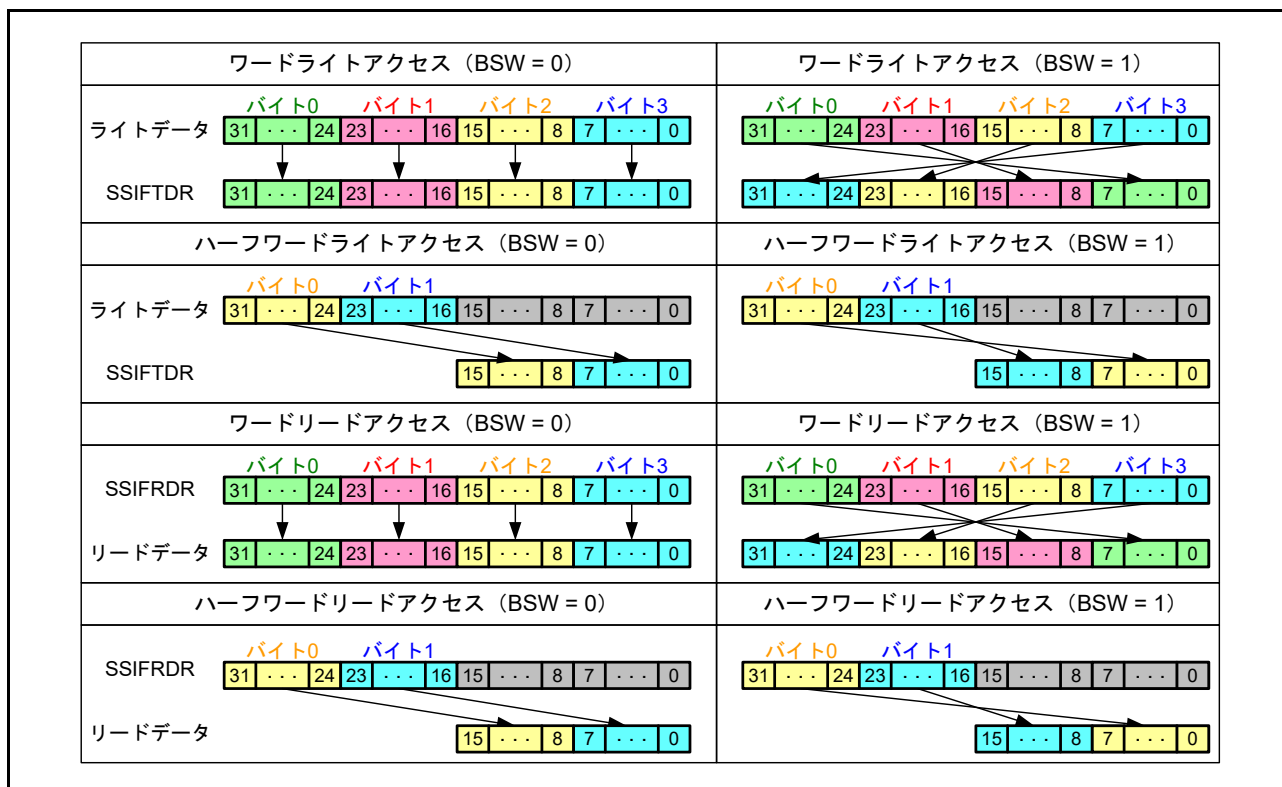 ワードライトアクセス（BSW = 0） ワードライトアクセス（BSW = 1）
バイト0 バイト1 バイト2 バイト3 バイト0 バイト1 バイト2 バイト3
ライトデータ 31 ··· 24 23 ··· 16 15 ··· 8 7 ··· 0 31 ··· 24 23 ··· 16 15 ··· 8 7 ··· 0
SSIFTDR 31 ··· 24 23 ··· 16 15 ··· 8 7 ··· 0 31 ··· 24 23 ··· 16 15 ··· 8 7 ··· 0
ハーフワードライトアクセス（BSW = 0） ハーフワードライトアクセス（BSW = 1）
バイト0 バイト1 バイト0 バイト1
ライトデータ 31 ··· 24 23 ··· 16 15 ··· 8 7 ··· 0 31 ··· 24 23 ··· 16 15 ··· 8 7 ··· 0
SSIFTDR 15 ··· 8 7 ··· 0 15 ··· 8 7 ··· 0
ワードリードアクセス（BSW = 0） ワードリードアクセス（BSW = 1）
バイト0 バイト1 バイト2 バイト3 バイト0 バイト1 バイト2 バイト3
SSIFRDR 31 ··· 24 23 ··· 16 15 ··· 8 7 ··· 0 31 ··· 24 23 ··· 16 15 ··· 8 7 ··· 0
リードデータ 31 ··· 24 23 ··· 16 15 ··· 8 7 ··· 0 31 ··· 24 23 ··· 16 15 ··· 8 7 ··· 0
ハーフワードリードアクセス（BSW = 0） ハーフワードリードアクセス（BSW = 1）
バイト0 バイト1 バイト0 バイト1
SSIFRDR 31 ··· 24 23 ··· 16 15 ··· 8 7 ··· 0 31 ··· 24 23 ··· 16 15 ··· 8 7 ··· 0
リードデータ 15 ··· 8 7 ··· 0 15 ··· 8 7 ··· 0